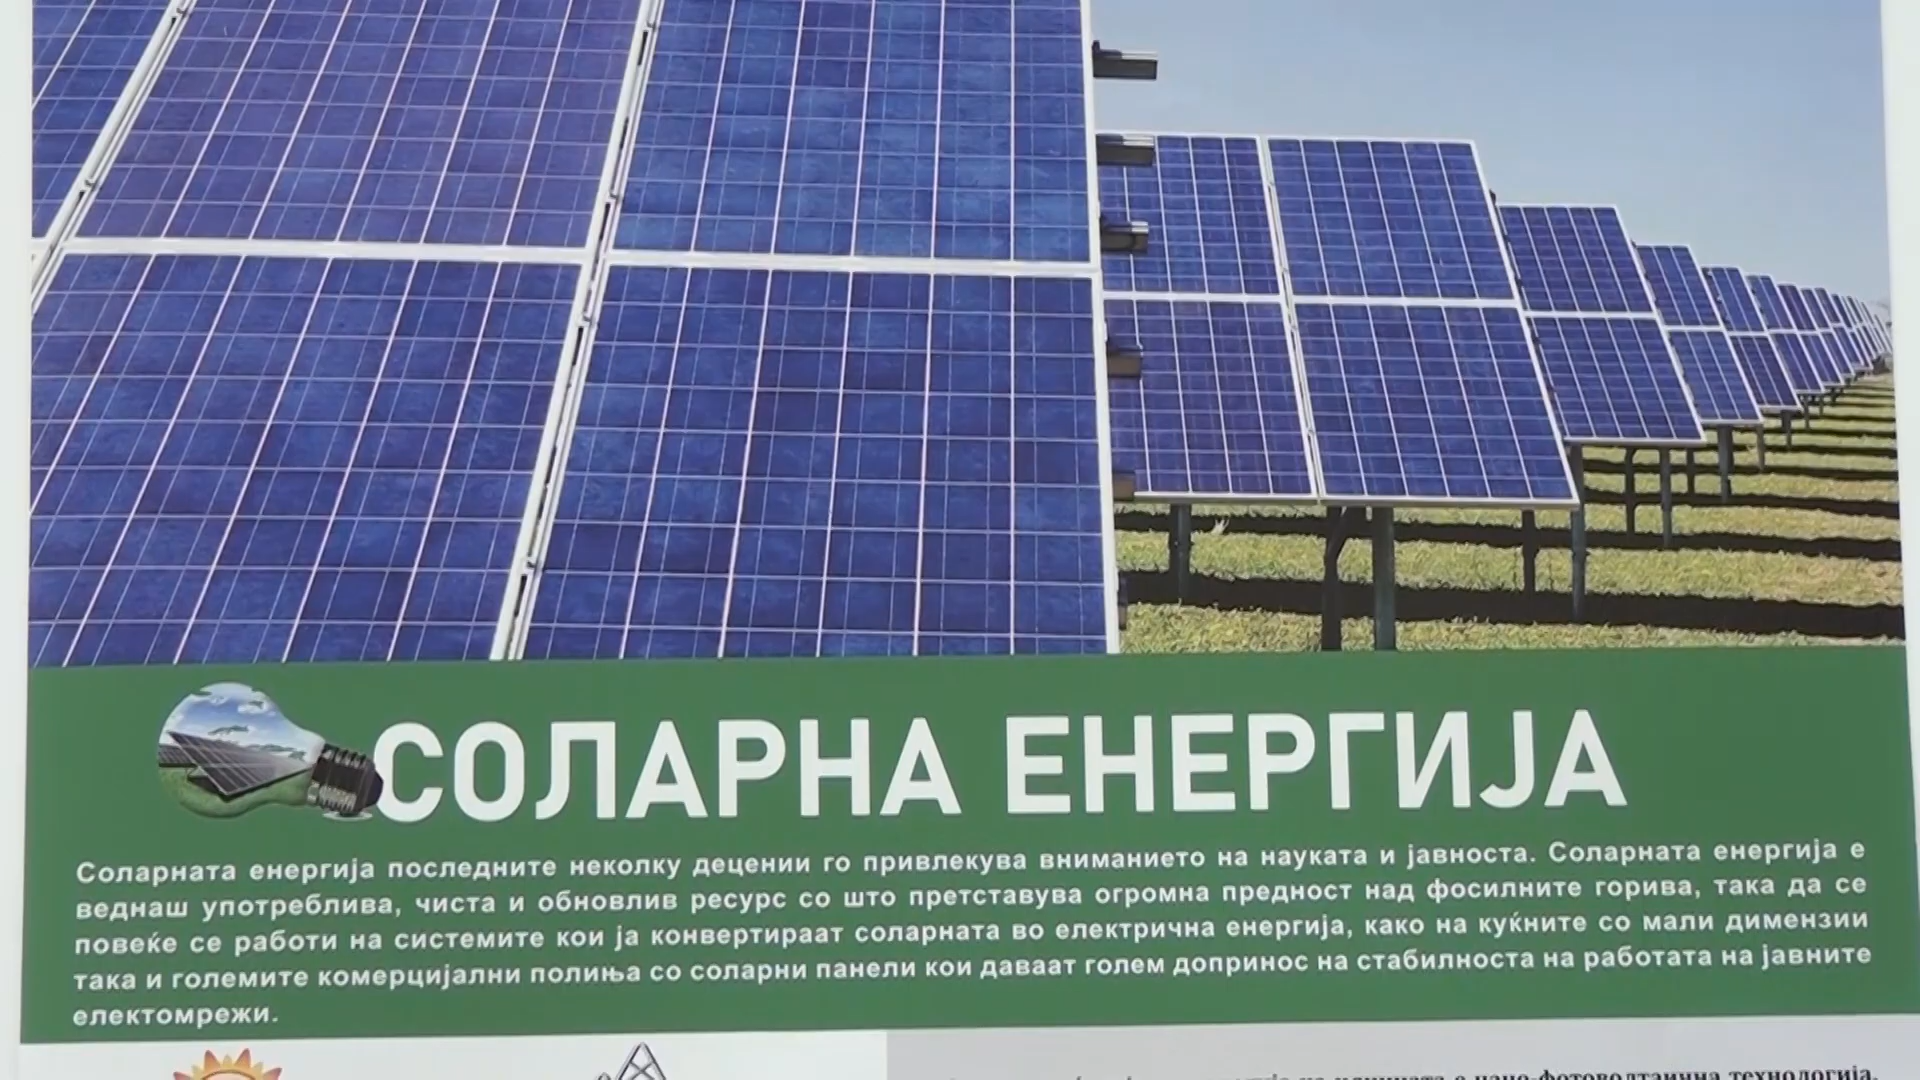 СОЛАРНА ЕНЕРГИЈА
Соларната енергија последните неколку децении го привлекува вниманието на науката и јавноста. Соларната енергија е
веднаш употреблива, чиста и обновлив ресурс со што претставува огромна предност над фосилните горива, така да се
повеќе се работи на системите кои ја конвертираат соларната во електрична енергија, како на куќните со мали димензии
така и големите комерцијални полиња со соларни панели кои даваат голем допринос на стабилноста на работата на јавните
електомрежи.
е нано-фотоволтаична технологија,